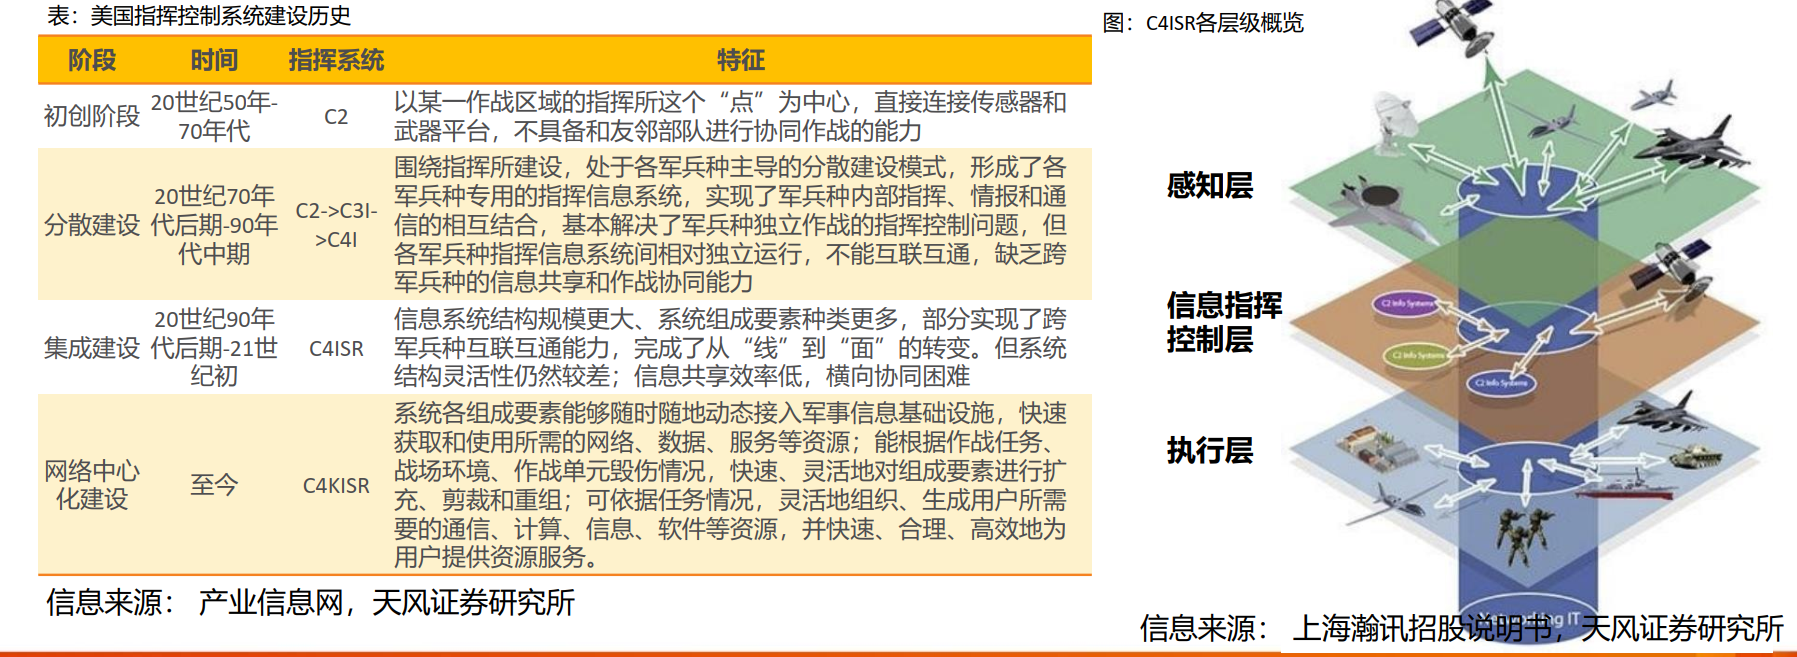 表：美国指挥控制系统建设历史
阶段 时间 指挥系统 特征
初创阶段
20世纪50年-
70年代
C2
以某一作战区域的指挥所这个“点”为中心，直接连接传感器和
武器平台，不具备和友邻部队进行协同作战的能力
分散建设
20世纪70年
代后期-90年
代中期
C2->C3I-
>C4I
围绕指挥所建设，处于各军兵种主导的分散建设模式，形成了各
军兵种专用的指挥信息系统，实现了军兵种内部指挥、情报和通
信的相互结合，基本解决了军兵种独立作战的指挥控制问题，但
各军兵种指挥信息系统间相对独立运行，不能互联互通，缺乏跨
军兵种的信息共享和作战协同能力
集成建设
20世纪90年
代后期-21世
纪初
C4ISR
信息系统结构规模更大、系统组成要素种类更多，部分实现了跨
军兵种互联互通能力，完成了从“线”到“面”的转变。但系统
结构灵活性仍然较差；信息共享效率低，横向协同困难
网络中心
化建设
至今
C4KISR
系统各组成要素能够随时随地动态接入军事信息基础设施，快速
获取和使用所需的网络、数据、服务等资源；能根据作战任务、
战场环境、作战单元毁伤情况，快速、灵活地对组成要素进行扩
充、剪裁和重组；可依据任务情况，灵活地组织、生成用户所需
要的通信、计算、信息、软件等资源，并快速、合理、高效地为
用户提供资源服务。
信息来源： 产业信息网，天风证券研究所
图：C4ISR各层级概览
感知层
信息指挥
控制层
C2 Info Systems
C2 Info Systems
C2 Info Systems
执行层
Networking IT
信息来源： 上海瀚讯招股说明书，天风证券研究所